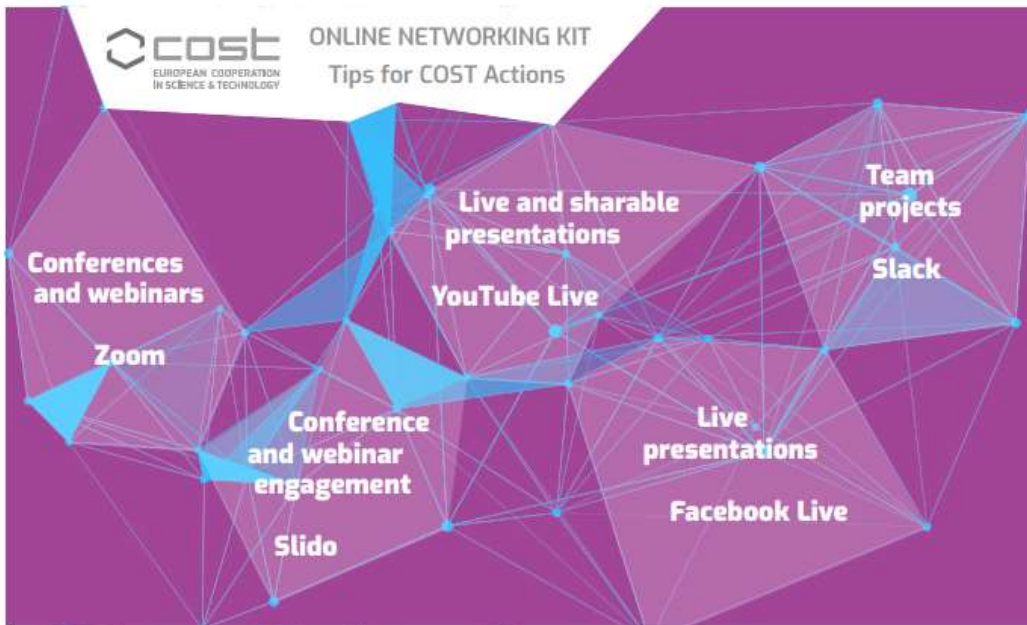 cost
EUROPEAN COOPERATION
IN SCIENCE & TECHNOLOGY
ONLINE NETWORKING KIT
Tips for COST Actions
Conferences
and webinars
Zoom
Conference
and webinar
engagement
Slido
Live and sharable
presentations
YouTube Live
Live
presentations
Facebook Live
Team
projects
Slack